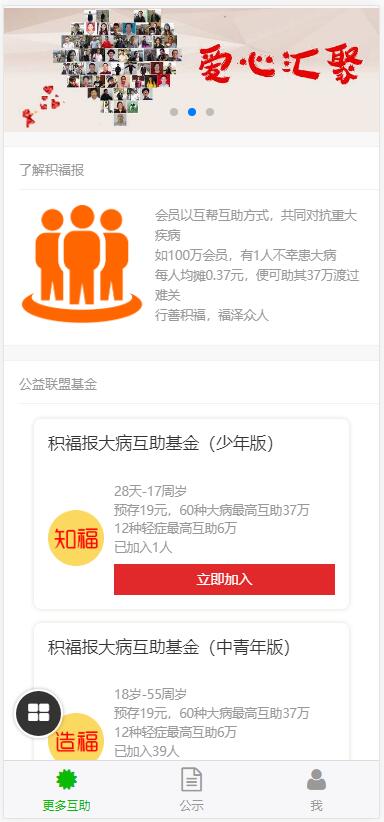 爱心汇聚
了解积福报
会员以互帮互助方式，共同对抗重大
疾病
如100万会员，有1人不幸患大病
每人均摊0.37元，便可助其37万渡过
难关
行善积福，福泽众人
公益联盟基金
积福报大病互助基金（少年版）
28天-17周岁
预存19元，60种大病最高互助37万
知福
12种轻症最高互助6万
已加入1人
立即加入
积福报大病互助基金（中青年版）
18岁-55周岁
预存19元，60种大病最高互助37万
造福
12种轻症最高互助6万
已加入39人
更多互助
公示
我